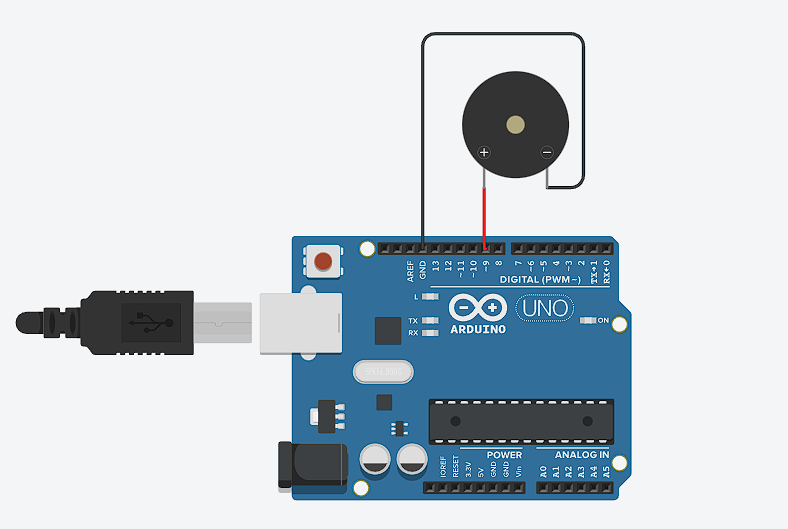 + −
AREF
GND
13
12
~11
~10
~9
8
7
~6
~5
4
~3
2
TX→1
RX←0
DIGITAL (PWM~)
L
TX
RX
UNO
ARDUINO
ON
POWER
ANALOG IN
IOREF
RESET
3.3V
5V
GND
GND
Vin
A0
A1
A2
A3
A4
A5